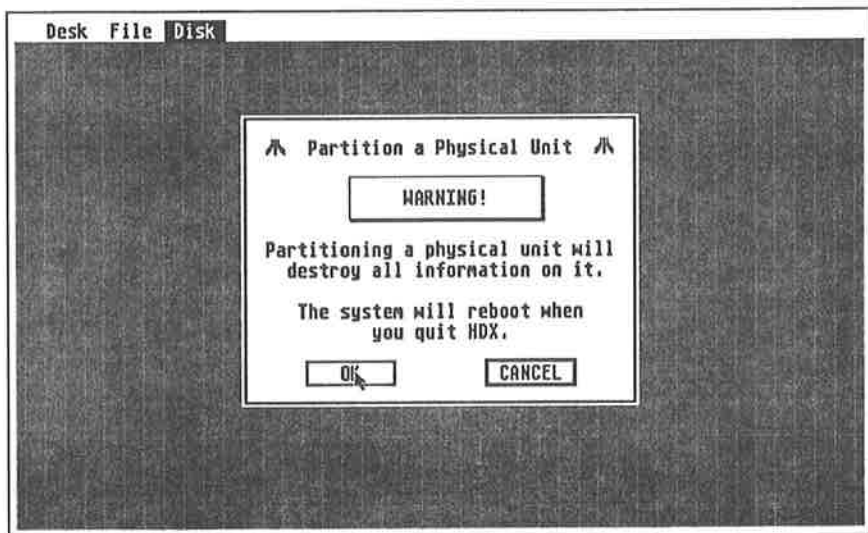 Desk File Disk
Partition a Physical Unit
WARNING!
Partitioning a physical unit will
destroy all information on it.
The system will reboot when
you quit HDX.
OK CANCEL